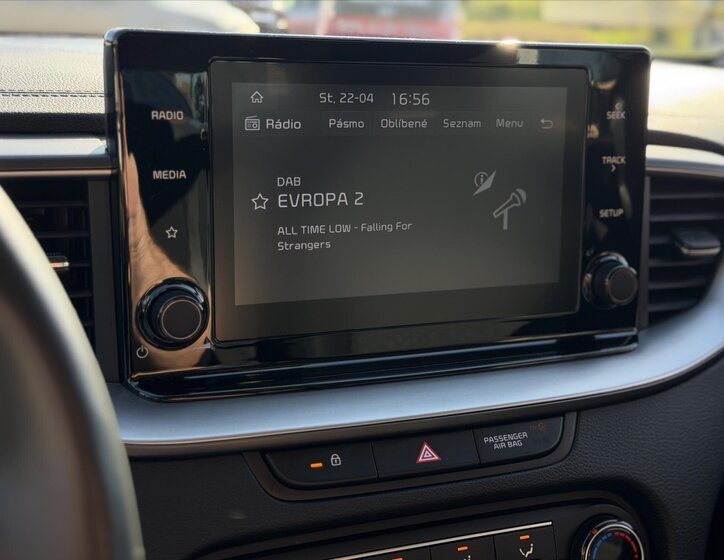 St, 22-04 16:56
RADIO
SEEK
Rádio Pásmo Oblíbené Seznam Menu
MEDIA
TRACK
DAB
EVROPA 2
SETUP
ALL TIME LOW - Falling For
Strangers
PASSENGER
AIR BAG